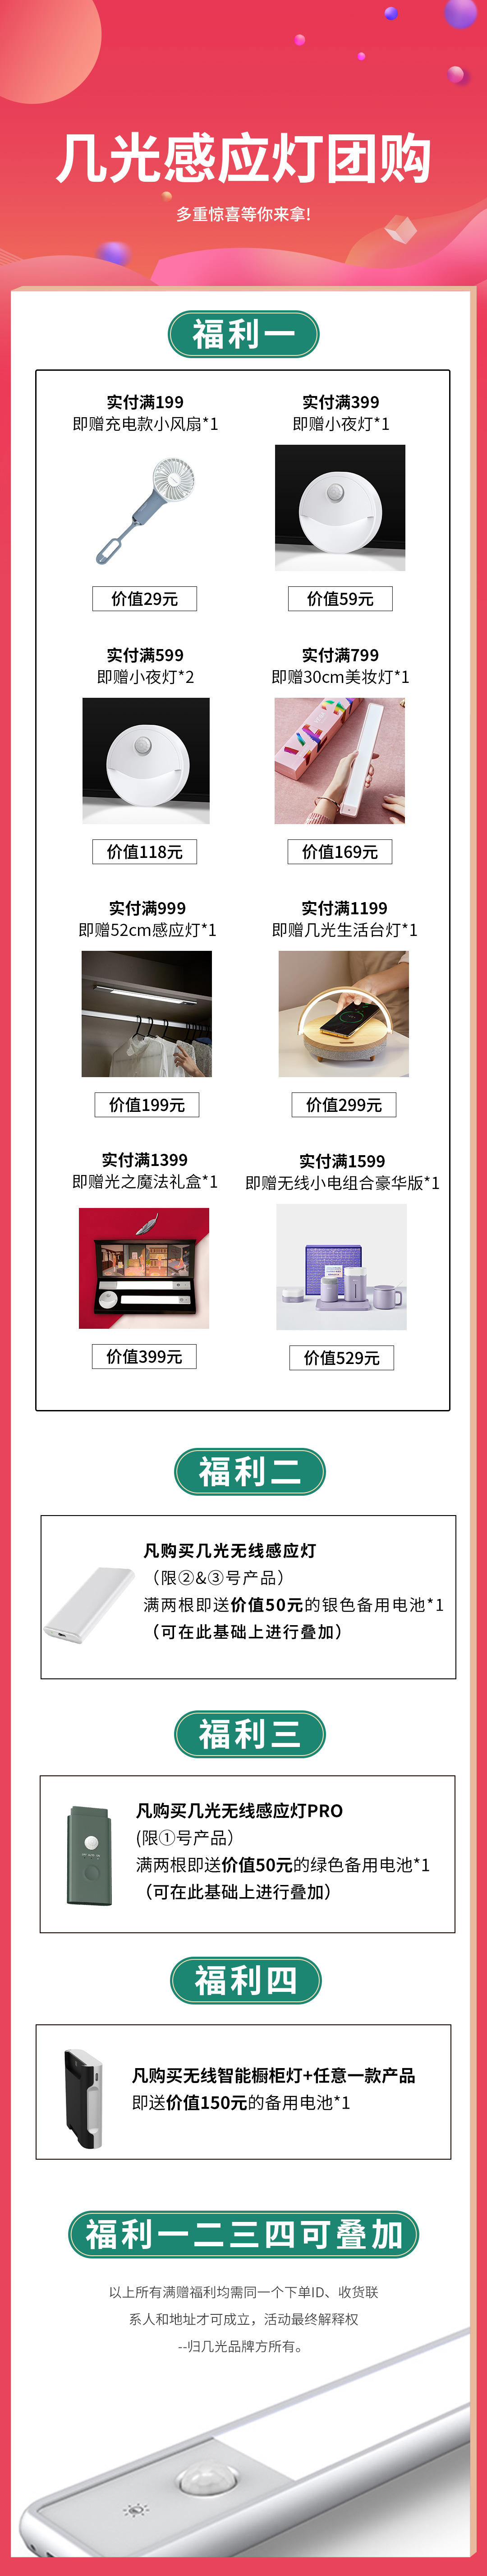 几光感应灯团购
多重惊喜等你来拿!
福利一
实付满199
即赠充电款小风扇*1
价值29元
实付满399
即赠小夜灯*1
价值59元
实付满599
即赠小夜灯*2
价值118元
实付满799
即赠30cm美妆灯*1
价值169元
实付满999
即赠52cm感应灯*1
价值199元
实付满1199
即赠几光生活台灯*1
价值299元
实付满1399
即赠光之魔法礼盒*1
价值399元
实付满1599
即赠无线小电组合豪华版*1
价值529元
福利二
凡购买几光无线感应灯
（限②&③号产品）
满两根即送价值50元的银色备用电池*1
（可在此基础上进行叠加）
福利三
凡购买几光无线感应灯PRO
(限①号产品）
满两根即送价值50元的绿色备用电池*1
（可在此基础上进行叠加）
福利四
凡购买无线智能橱柜灯+任意一款产品
即送价值150元的备用电池*1
福利一二三四可叠加
以上所有满赠福利均需同一个下单ID、收货联
系人和地址才可成立，活动最终解释权
--归几光品牌方所有。